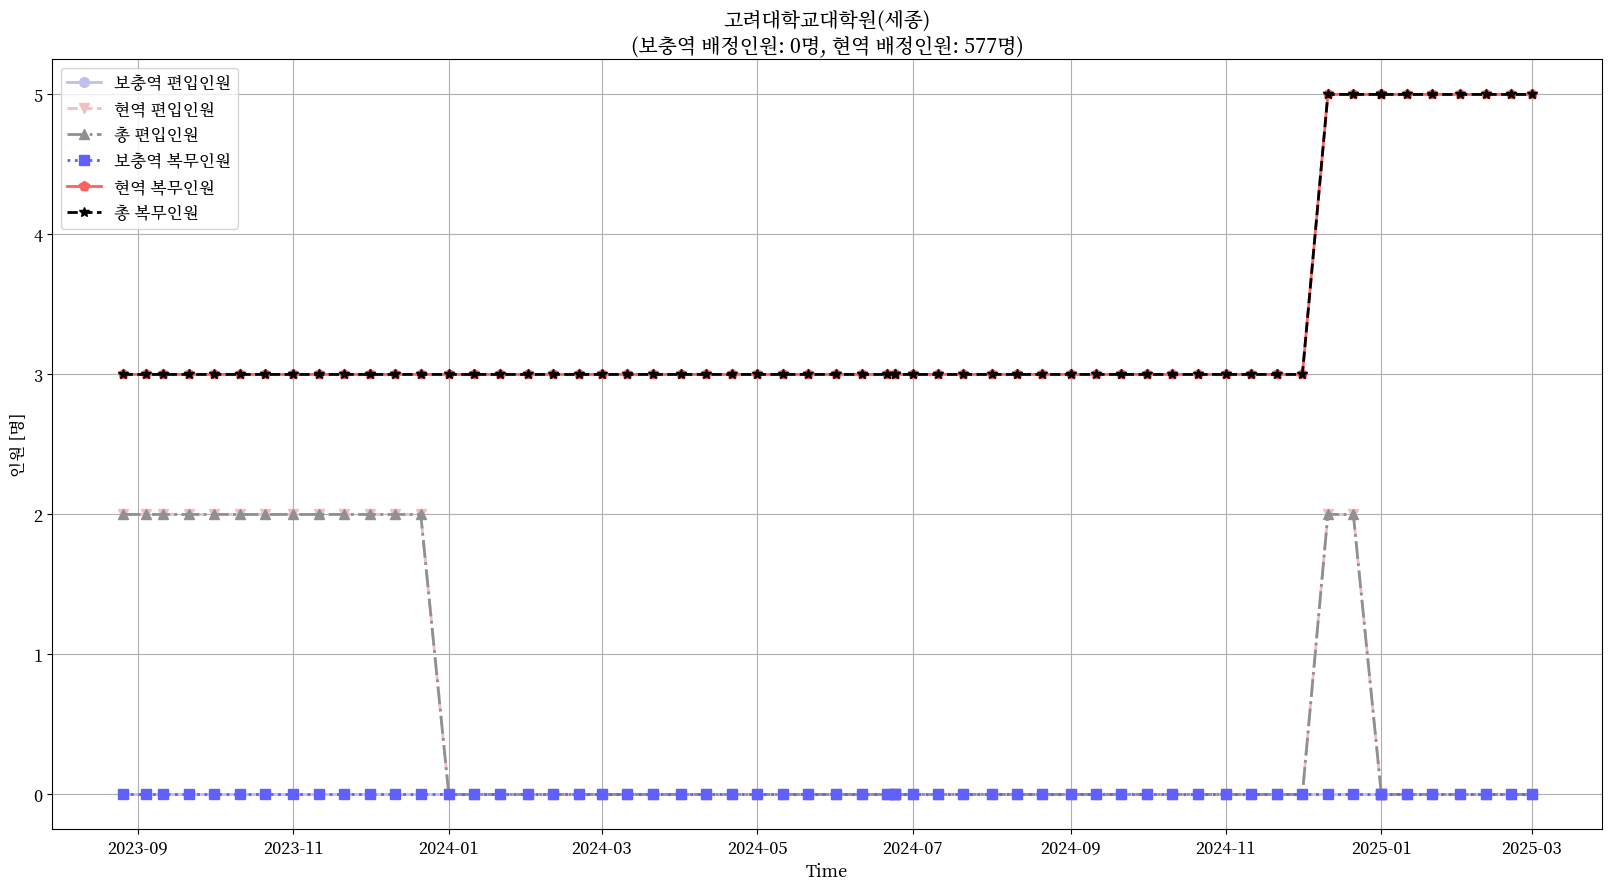 고려대학교대학원(세종)
(보충역 배정인원: 0명, 현역 배정인원: 577명)
보충역 편입인원
현역 편입인원
총 편입인원
보충역 복무인원
현역 복무인원
총 복무인원
인원 [명]
5
4
3
2
1
0
2023-09
2023-11
2024-01
2024-03
2024-05
2024-07
2024-09
2024-11
2025-01
2025-03
Time